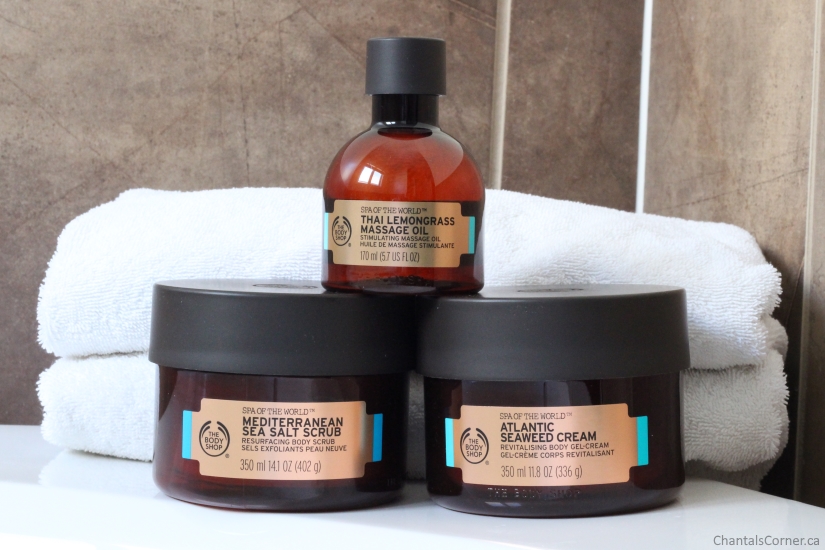 SPA OF THE WORLD™
THAI LEMONGRASS
MASSAGE OIL
STIMULATING MASSAGE OIL
HUILE DE MASSAGE STIMULANTE
170 ml (5.7 US FL OZ)
THE
BODY
SHOP®
SPA OF THE WORLD™
MEDITERRANEAN
SEA SALT SCRUB
RESURFACING BODY SCRUB
SELS EXFOLIANTS PEAU NEUVE
350 ml 14.1 OZ (402 g)
THE
BODY
SHOP®
SPA OF THE WORLD™
ATLANTIC
SEAWEED CREAM
REVITALISING BODY GEL-CREAM
GEL-CRÈME CORPS REVITALISANT
350 ml 11.8 OZ (336 g)
THE
BODY
SHOP®
THE BODY SHOP
ChantalsCorner.ca